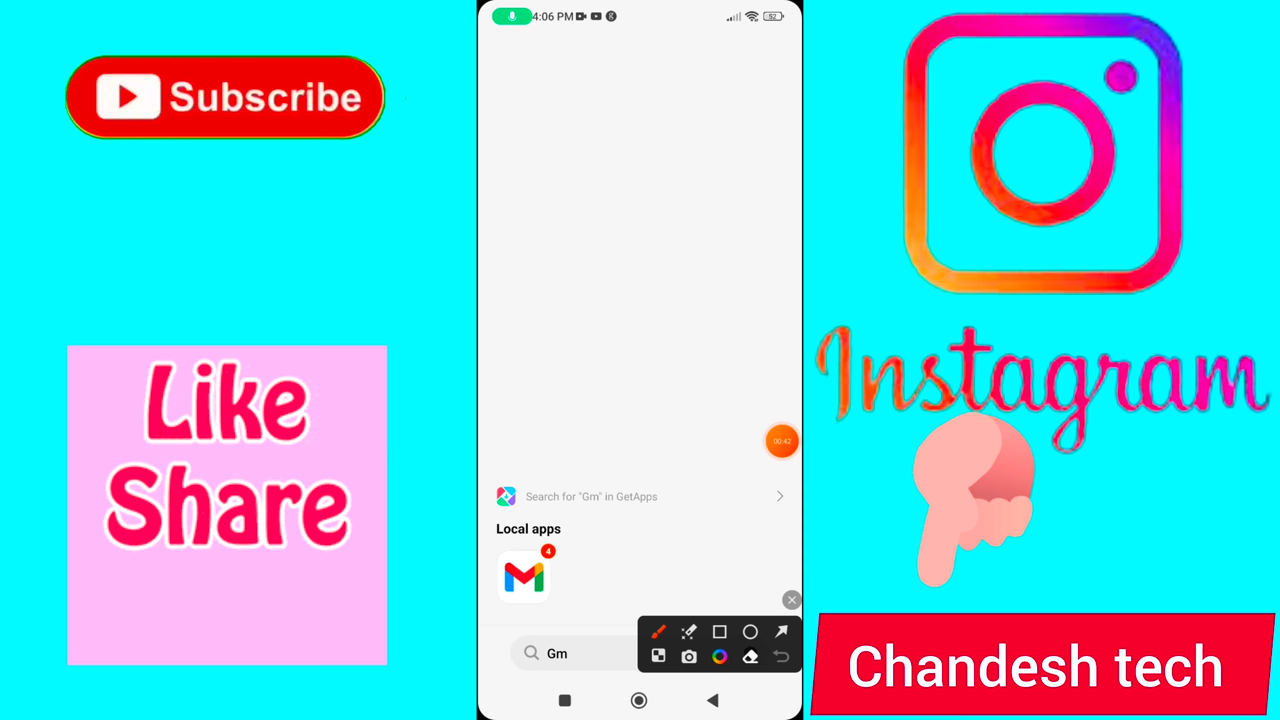 Subscribe
Like
Share
4:06 PM
52
00:42
Search for "Gm" in GetApps
Local apps
4
Gm
Instagram
Chandesh tech